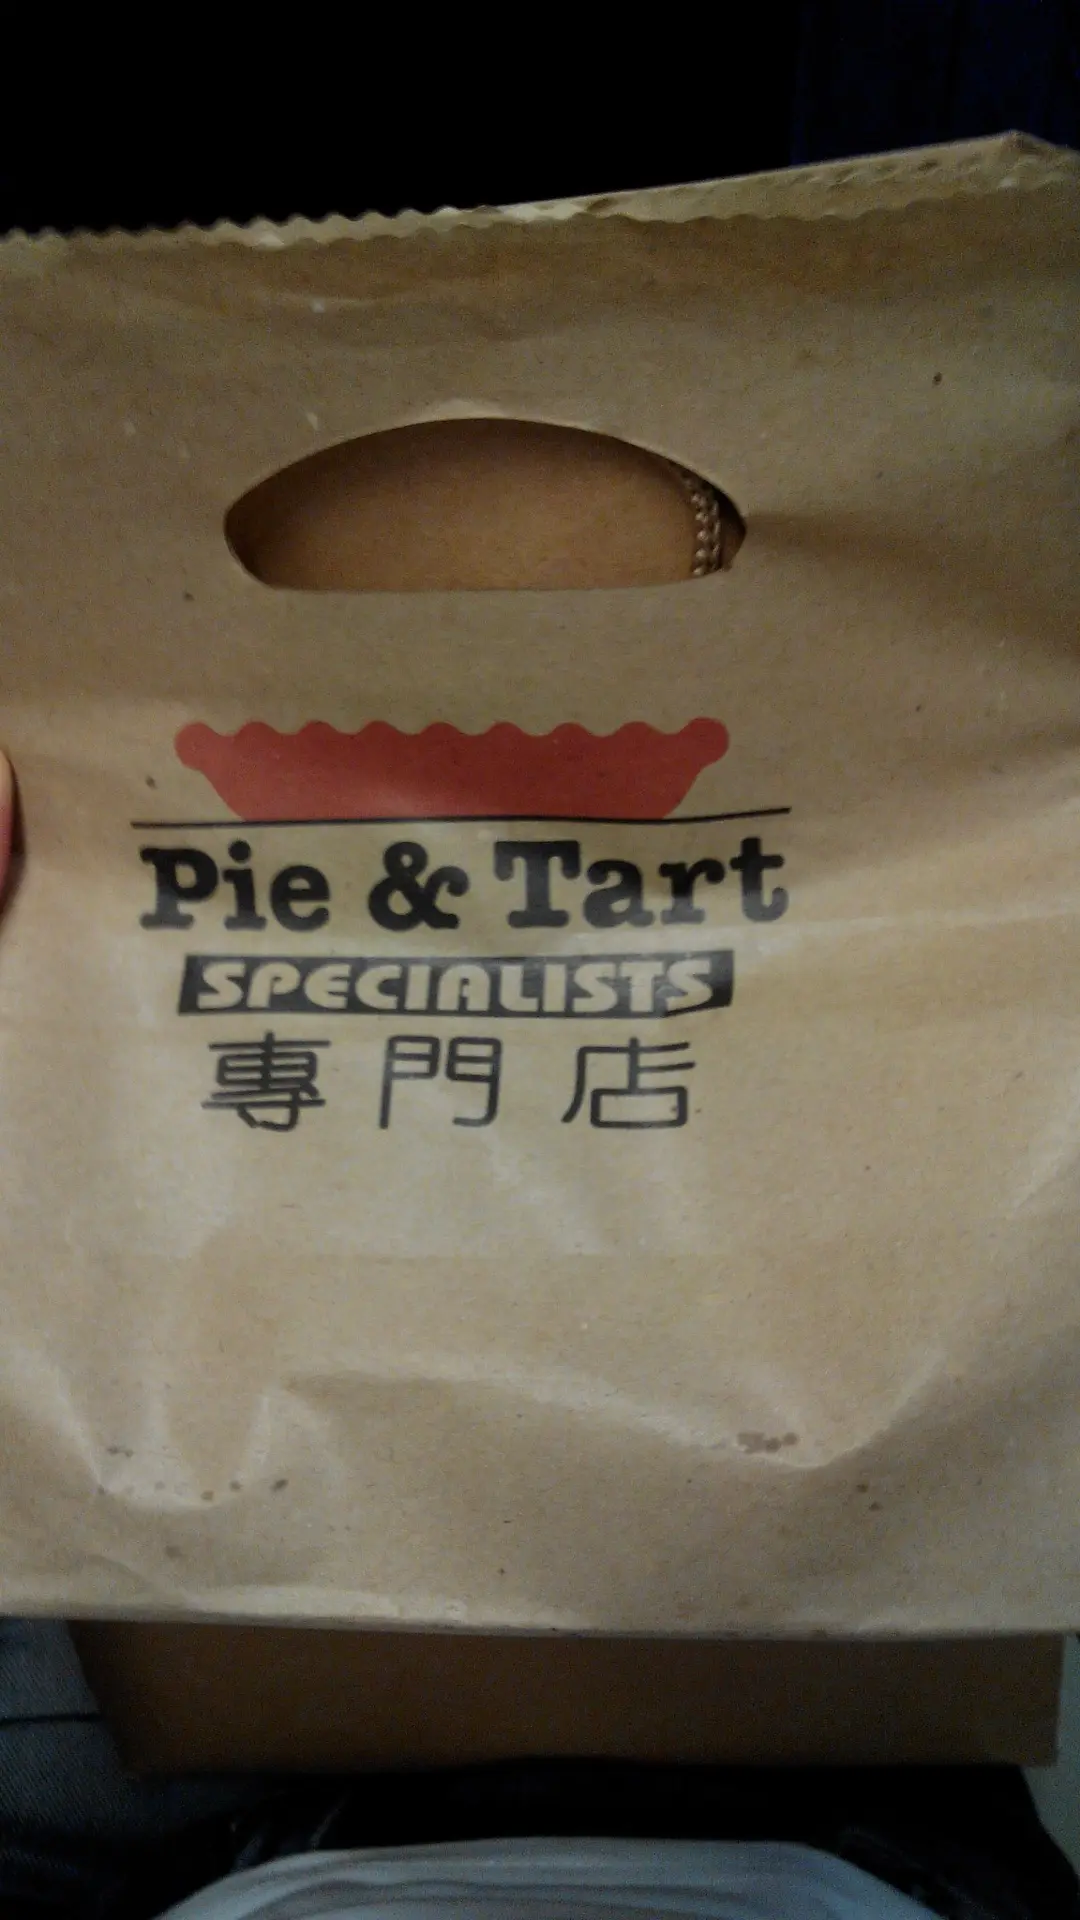 Pie & Tart
SPECIALISTS
專門店